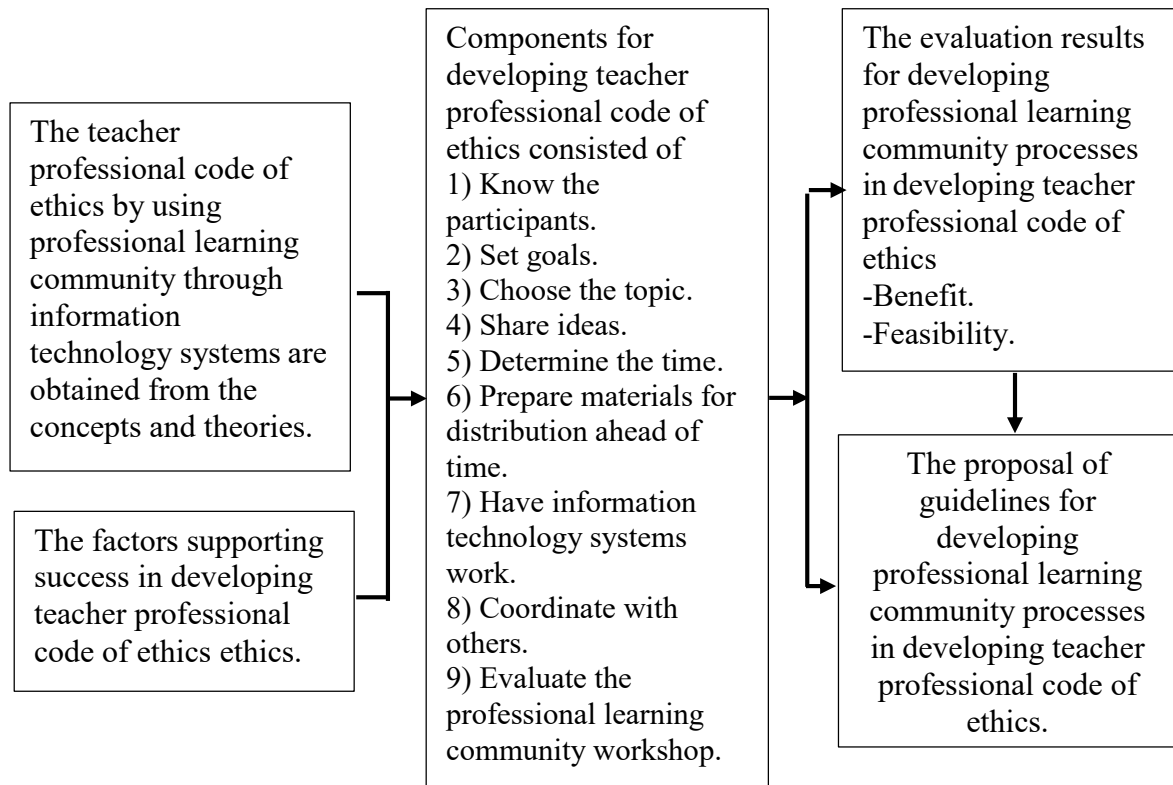 The teacher
professional code of
ethics by using
professional learning
community through
information
technology systems are
obtained from the
concepts and theories.
The factors supporting
success in developing
teacher professional
code of ethics ethics.
Components for
developing teacher
professional code of
ethics consisted of
1) Know the
participants.
2) Set goals.
3) Choose the topic.
4) Share ideas.
5) Determine the time.
6) Prepare materials for
distribution ahead of
time.
7) Have information
technology systems
work.
8) Coordinate with
others.
9) Evaluate the
professional learning
community workshop.
The evaluation results
for developing
professional learning
community processes
in developing teacher
professional code of
ethics
-Benefit.
-Feasibility.
The proposal of
guidelines for
developing
professional learning
community processes
in developing teacher
professional code of
ethics.